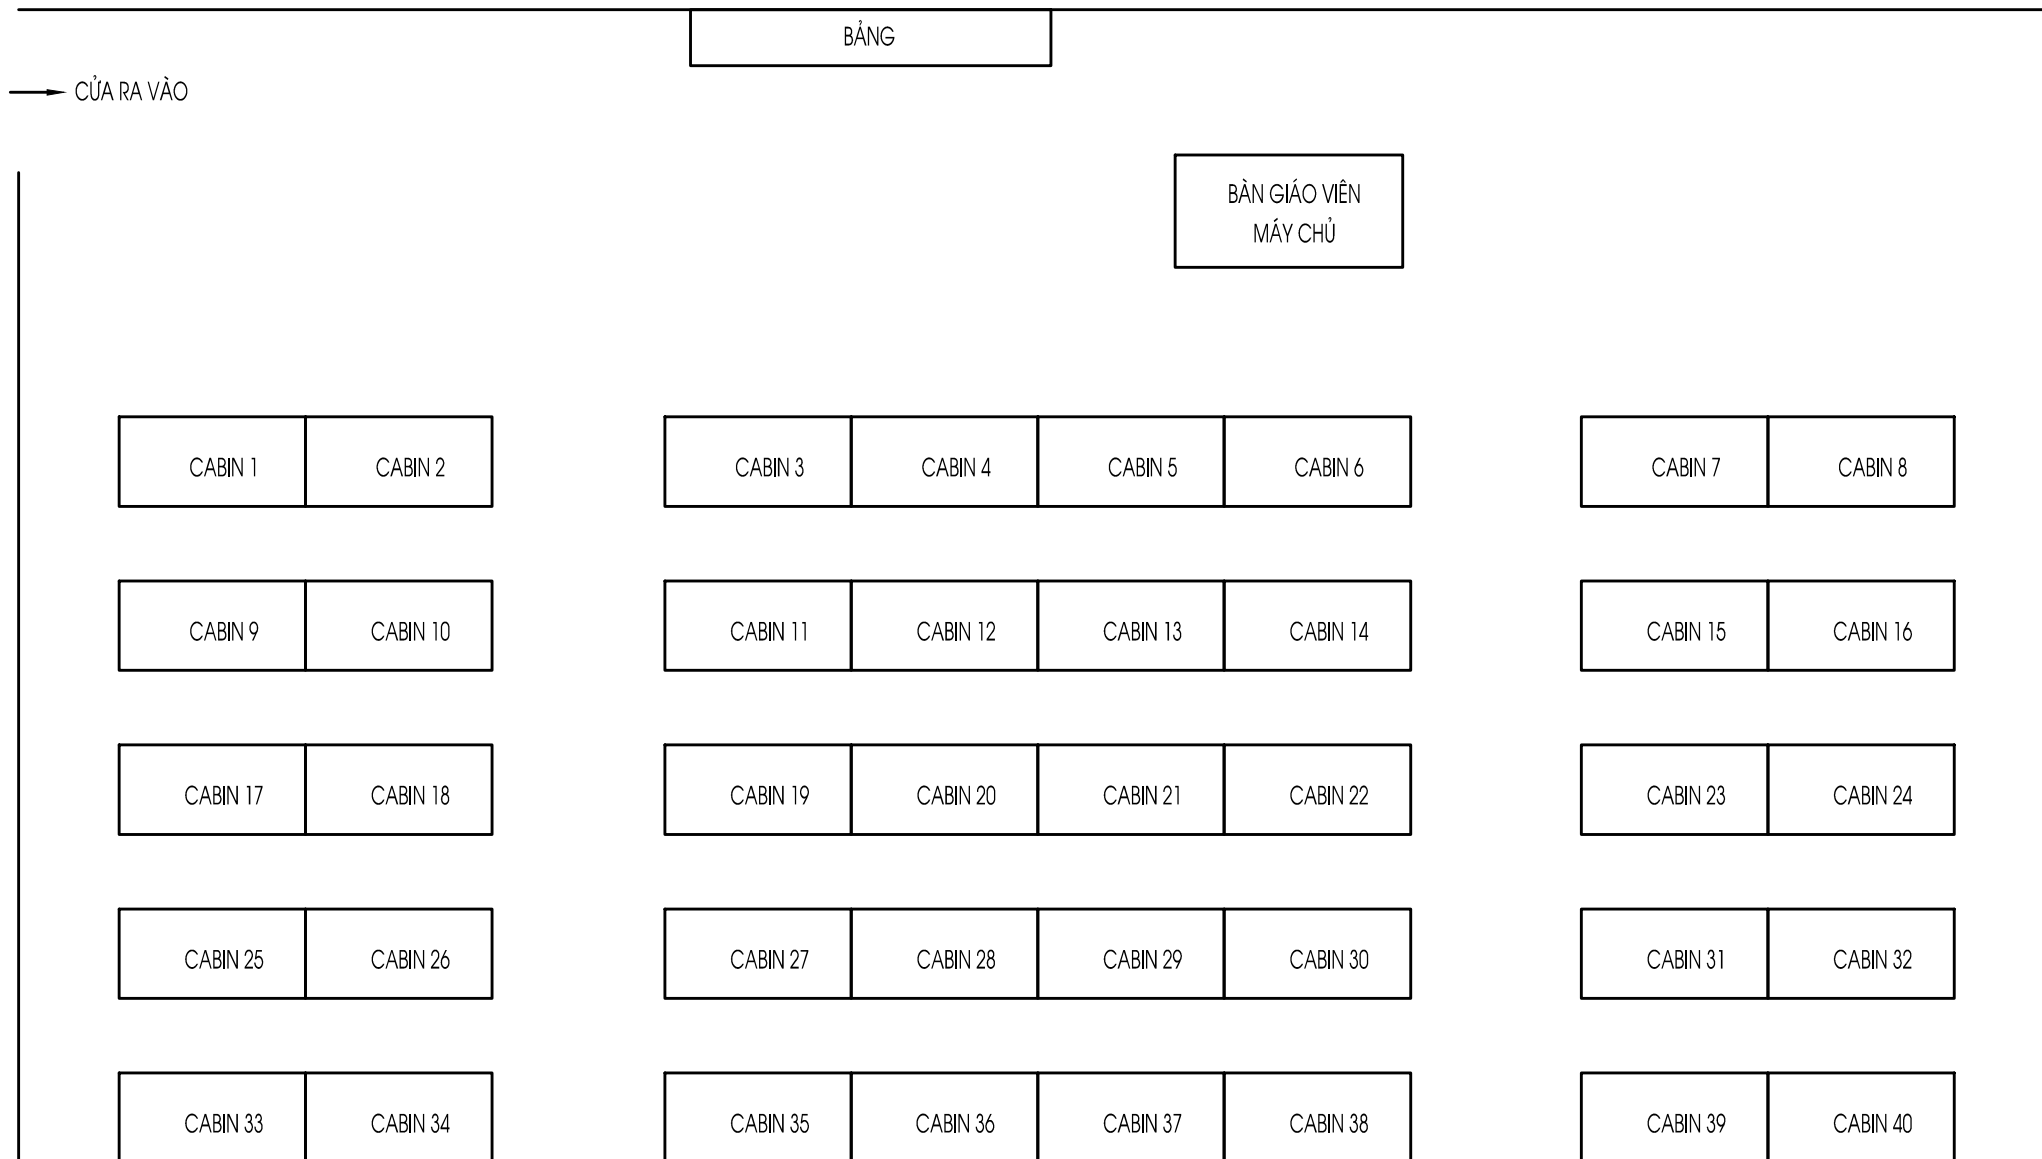 BẢNG
CỬA RA VÀO
BÀN GIÁO VIÊN
MÁY CHỦ
CABIN 1 CABIN 2 CABIN 3 CABIN 4 CABIN 5 CABIN 6 CABIN 7 CABIN 8
CABIN 9 CABIN 10 CABIN 11 CABIN 12 CABIN 13 CABIN 14 CABIN 15 CABIN 16
CABIN 17 CABIN 18 CABIN 19 CABIN 20 CABIN 21 CABIN 22 CABIN 23 CABIN 24
CABIN 25 CABIN 26 CABIN 27 CABIN 28 CABIN 29 CABIN 30 CABIN 31 CABIN 32
CABIN 33 CABIN 34 CABIN 35 CABIN 36 CABIN 37 CABIN 38 CABIN 39 CABIN 40